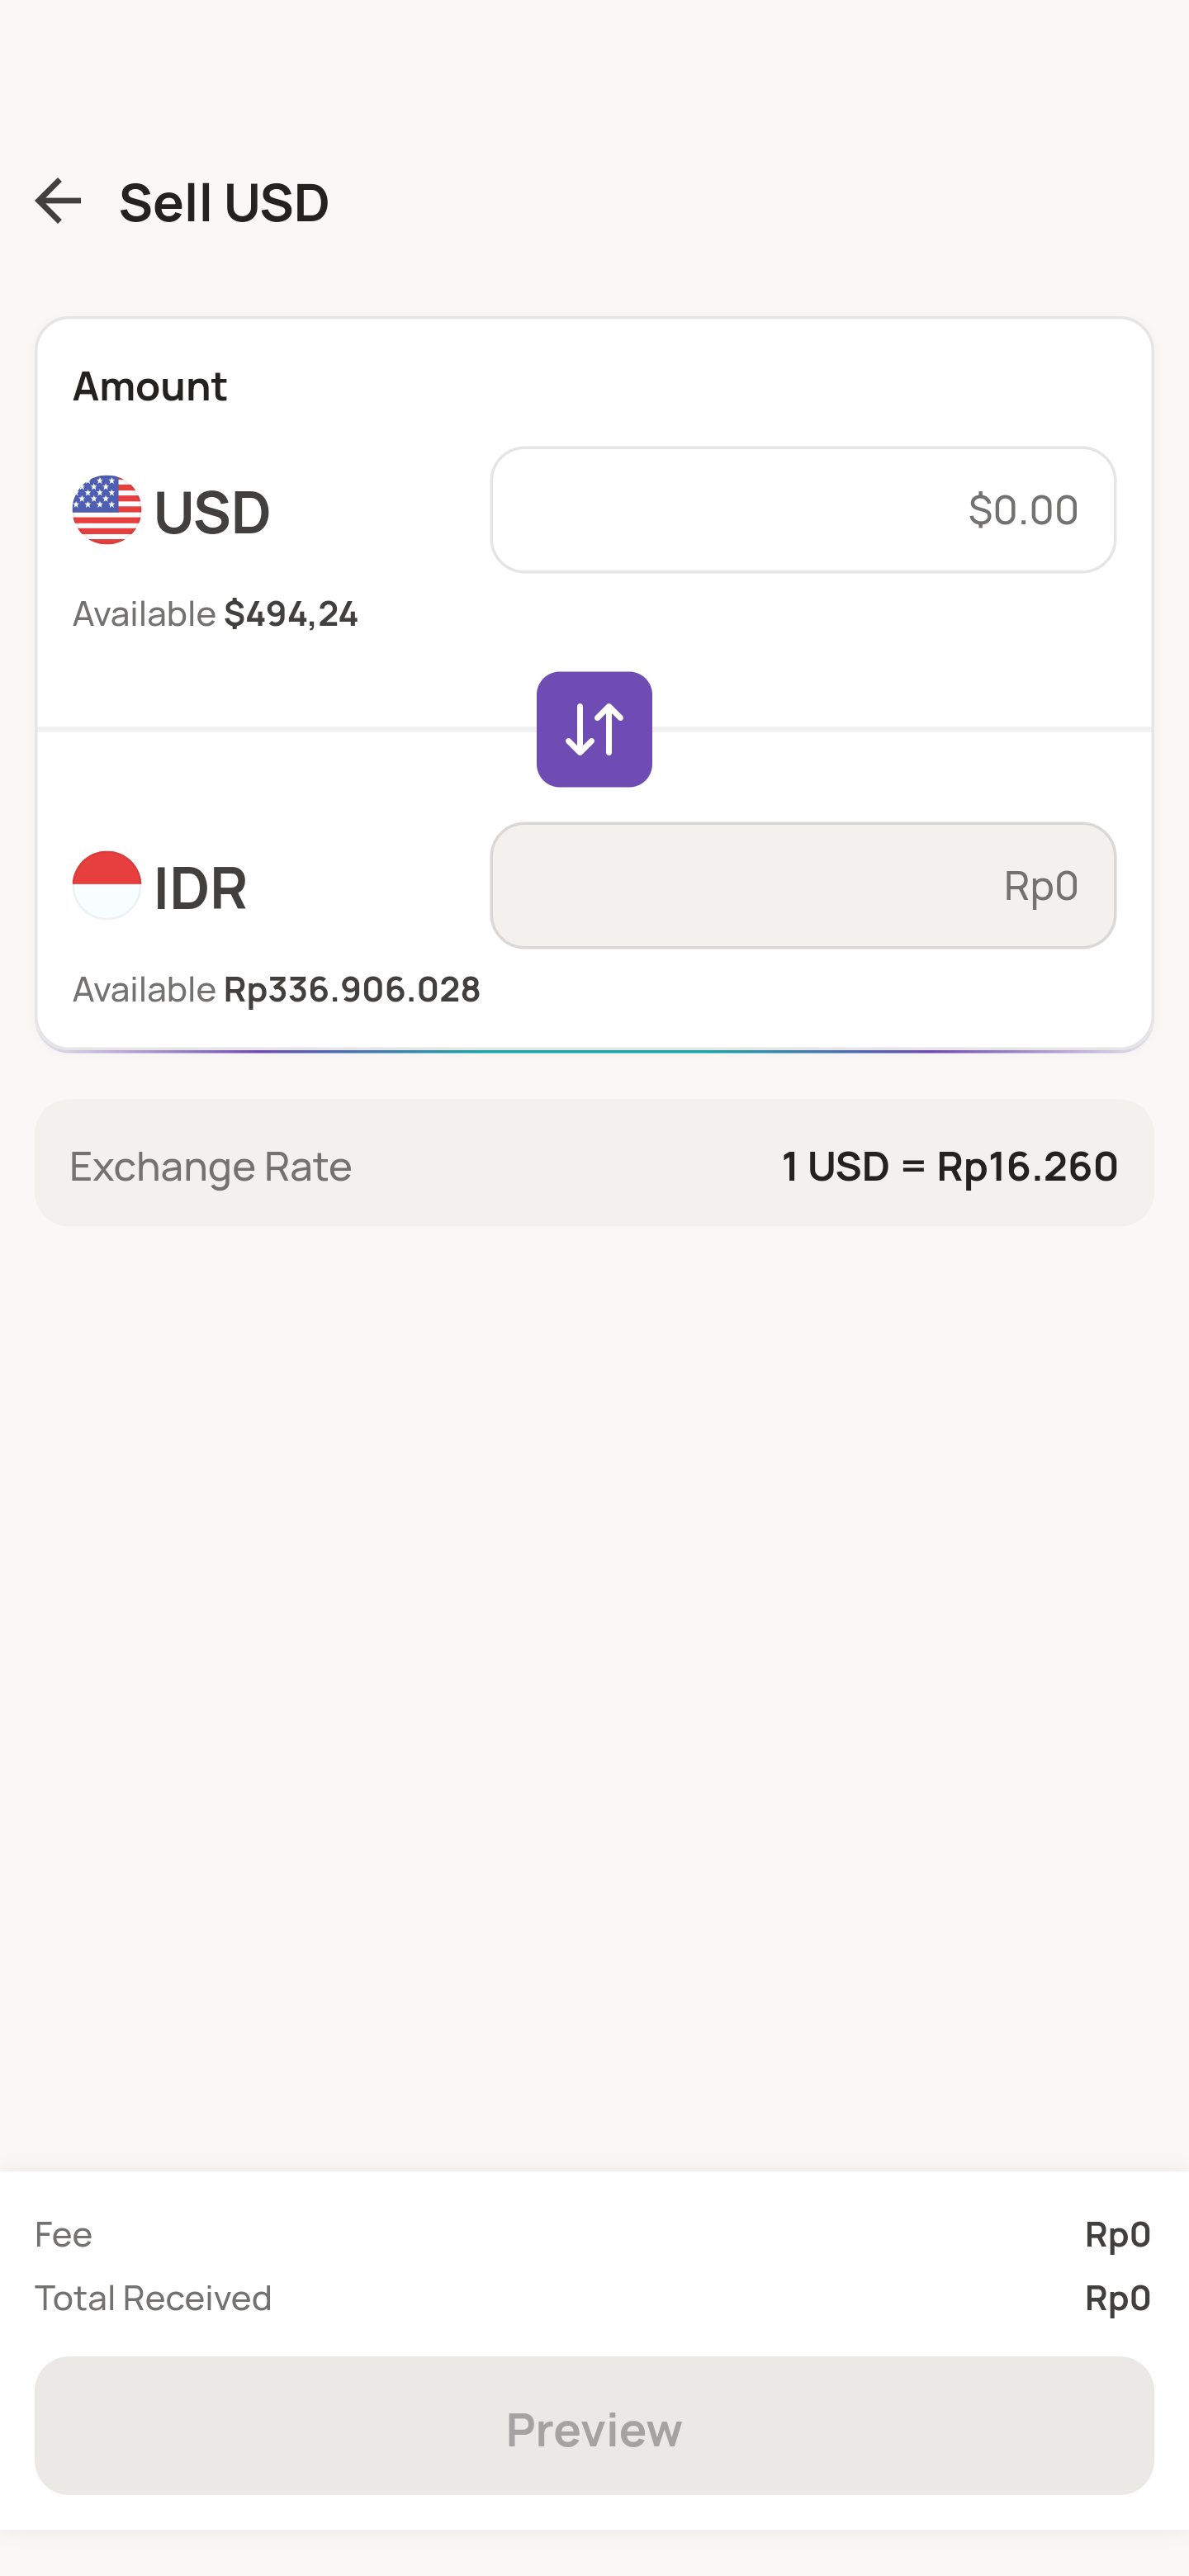 Sell USD
Amount
USD
$0.00
Available $494,24
IDR
Rp0
Available Rp336.906.028
Exchange Rate
1 USD = Rp16.260
Fee
Rp0
Total Received
Rp0
Preview